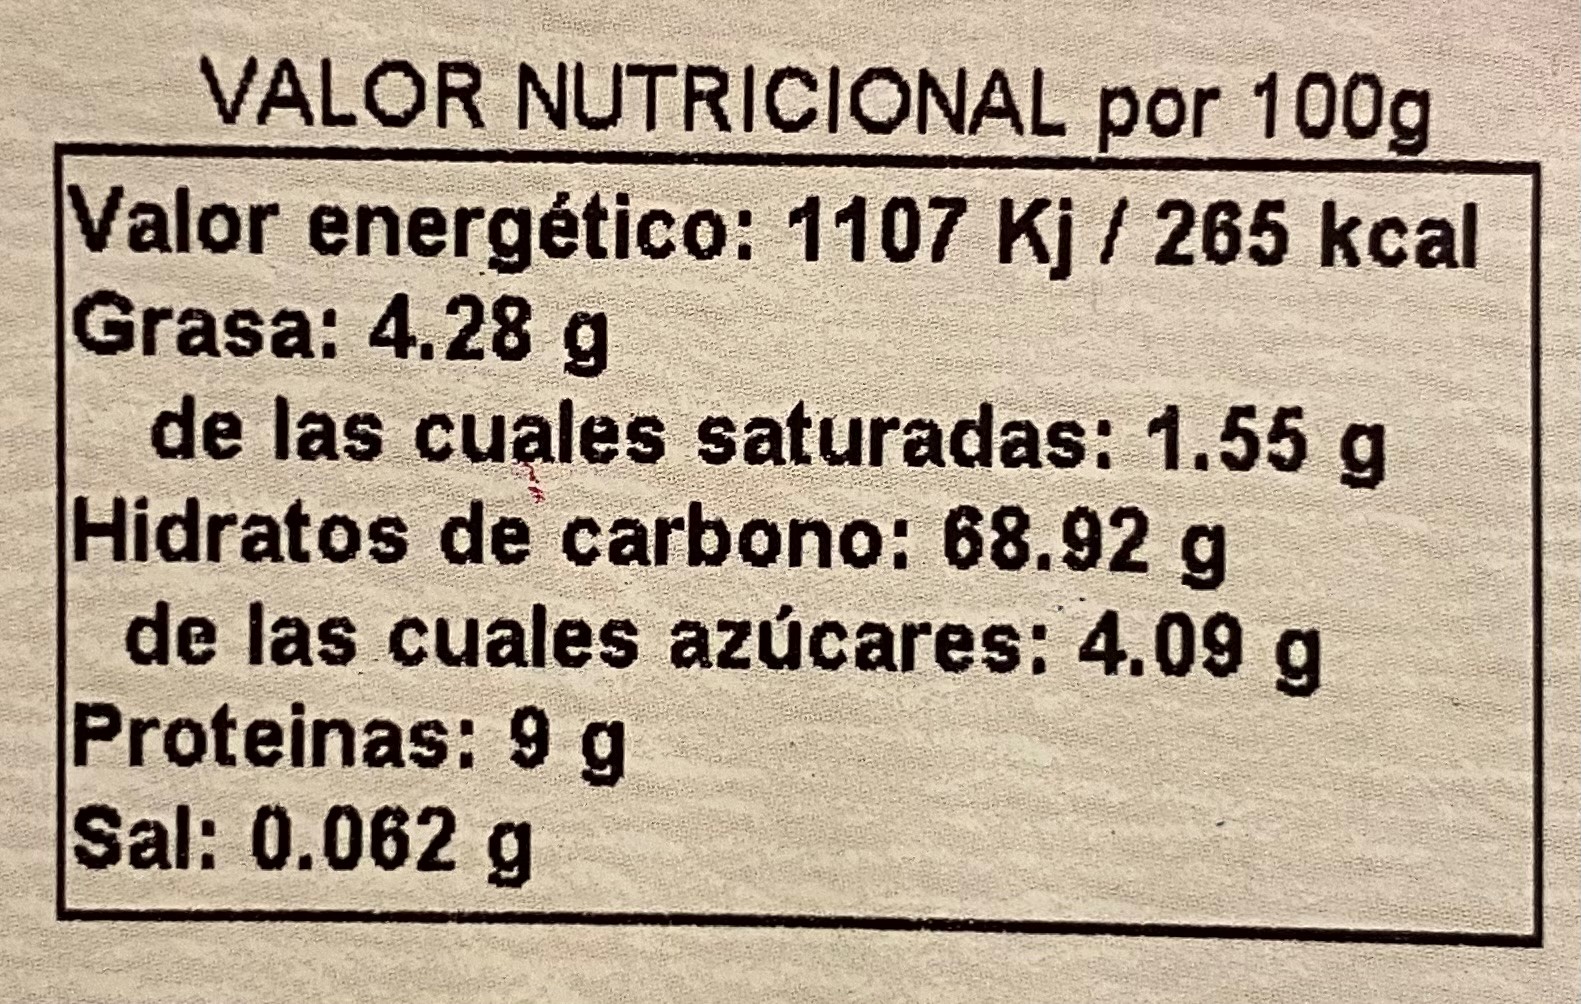 VALOR NUTRICIONAL por 100g
Valor energético: 1107 Kj / 265 kcal
Grasa: 4.28 g
de las cuales saturadas: 1.55 g
Hidratos de carbono: 68.92 g
de las cuales azúcares: 4.09 g
Proteinas: 9 g
Sal: 0.062 g